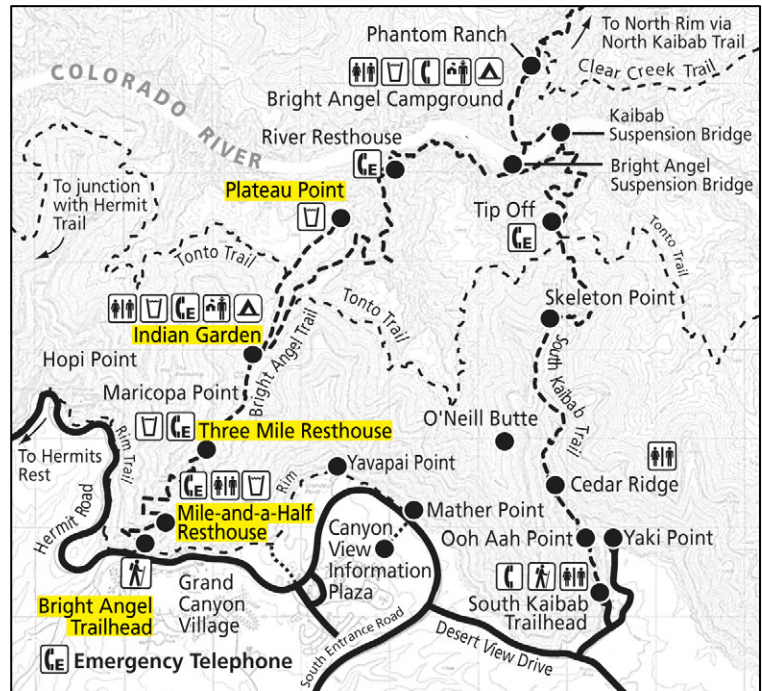 To North Rim via
North Kaibab Trail
Phantom Ranch
Clear Creek Trail
COLORADO RIVER
Bright Angel Campground
Kaibab
Suspension Bridge
River Resthouse
E
Bright Angel
Suspension Bridge
To junction
with Hermit
Trail
Plateau Point
Tip Off
E
Tonto Trail
Tonto
Trail
E
Tonto
Trail
Skeleton Point
Indian Garden
Bright Angel Trail
South Kaibab
Trail
Hopi Point
Maricopa Point
E
Three Mile Resthouse
O'Neill Butte
To Hermits
Rest
Rim Trail
Yavapai Point
E
Rim
Cedar Ridge
Hermit Road
Mile-and-a-Half
Resthouse
Mather Point
Canyon
View
Information
Plaza
Ooh Aah Point
Yaki Point
Bright Angel
Trailhead
Grand
Canyon
Village
South Kaibab
Trailhead
South Entrance Road
Desert View Drive
E Emergency Telephone